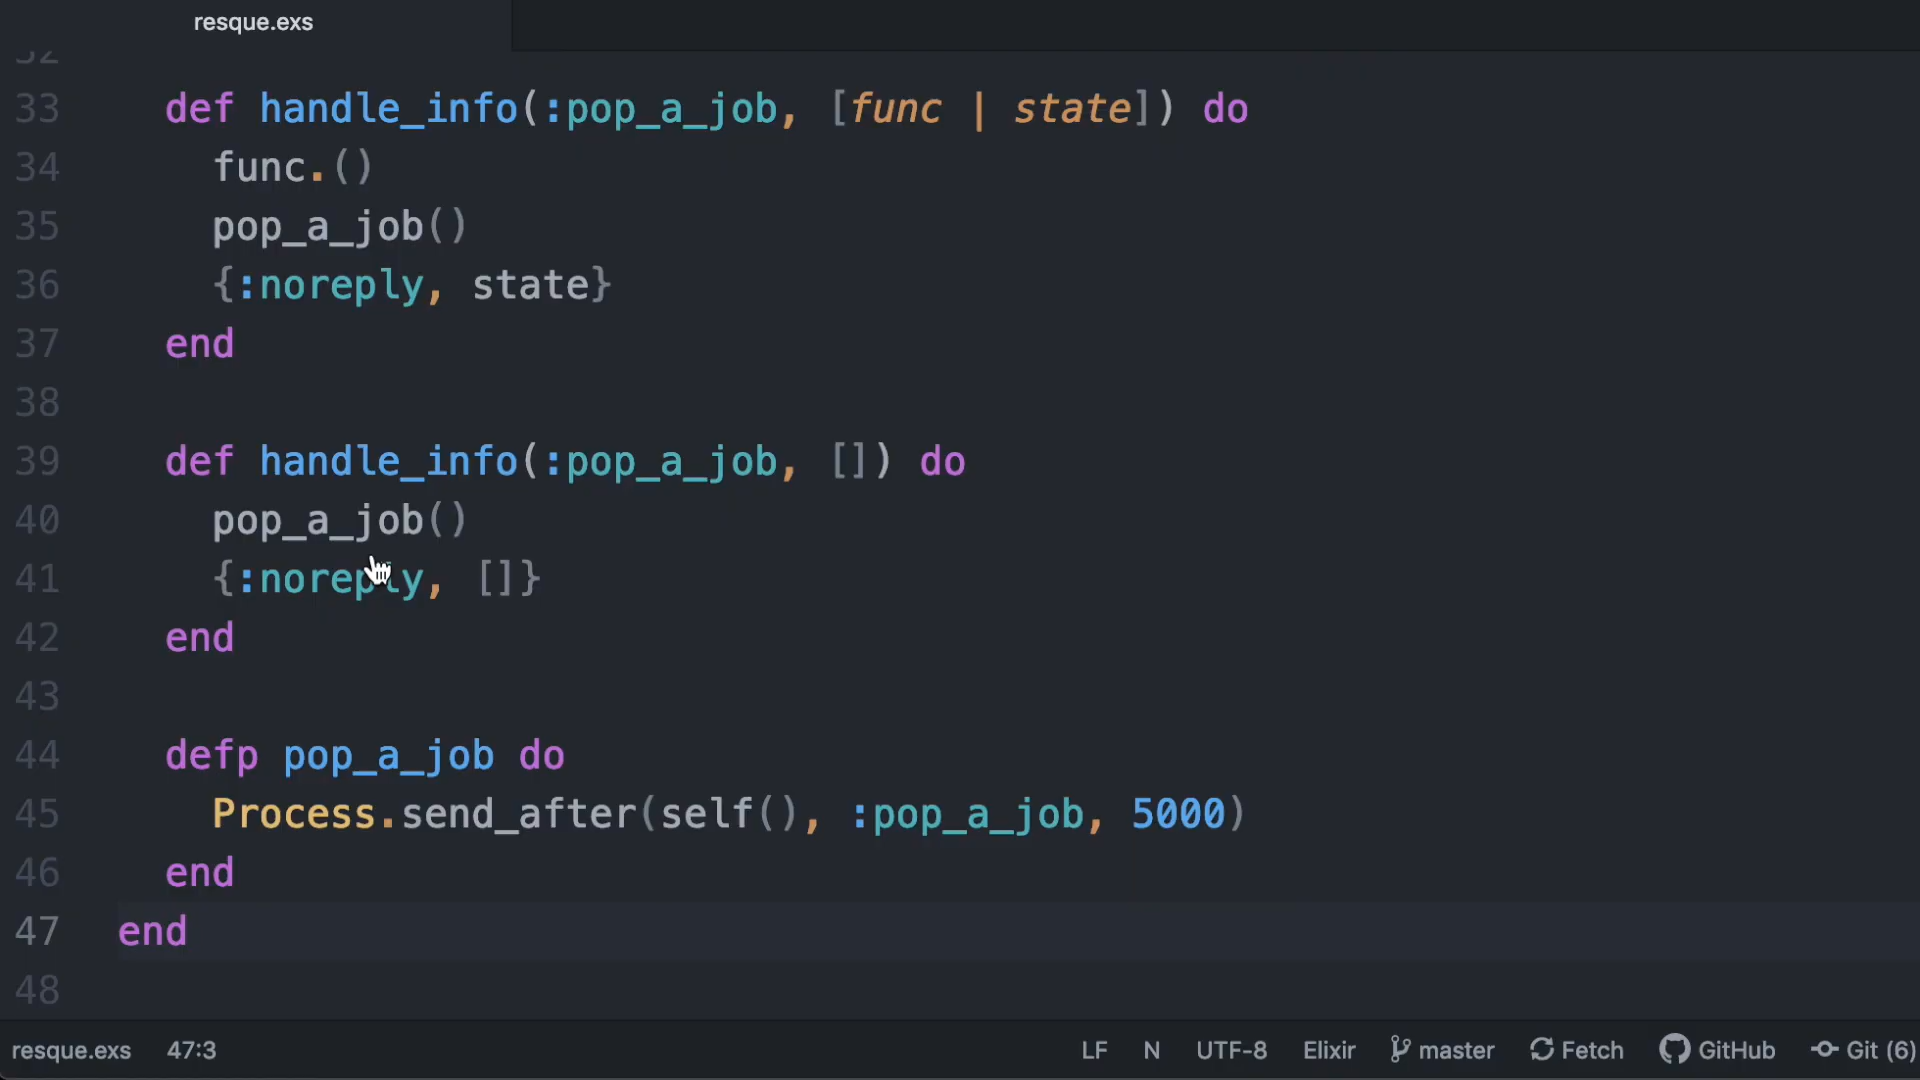 resque.exs
32
33 def handle_info(:pop_a_job, [func | state]) do
34 func.()
35 pop_a_job()
36 {:noreply, state}
37 end
38
39 def handle_info(:pop_a_job, []) do
40 pop_a_job()
41 {:noreply, []}
42 end
43
44 defp pop_a_job do
45 Process.send_after(self(), :pop_a_job, 5000)
46 end
47 end
48
resque.exs 47:3 LF N UTF-8 Elixir master Fetch GitHub Git (6)